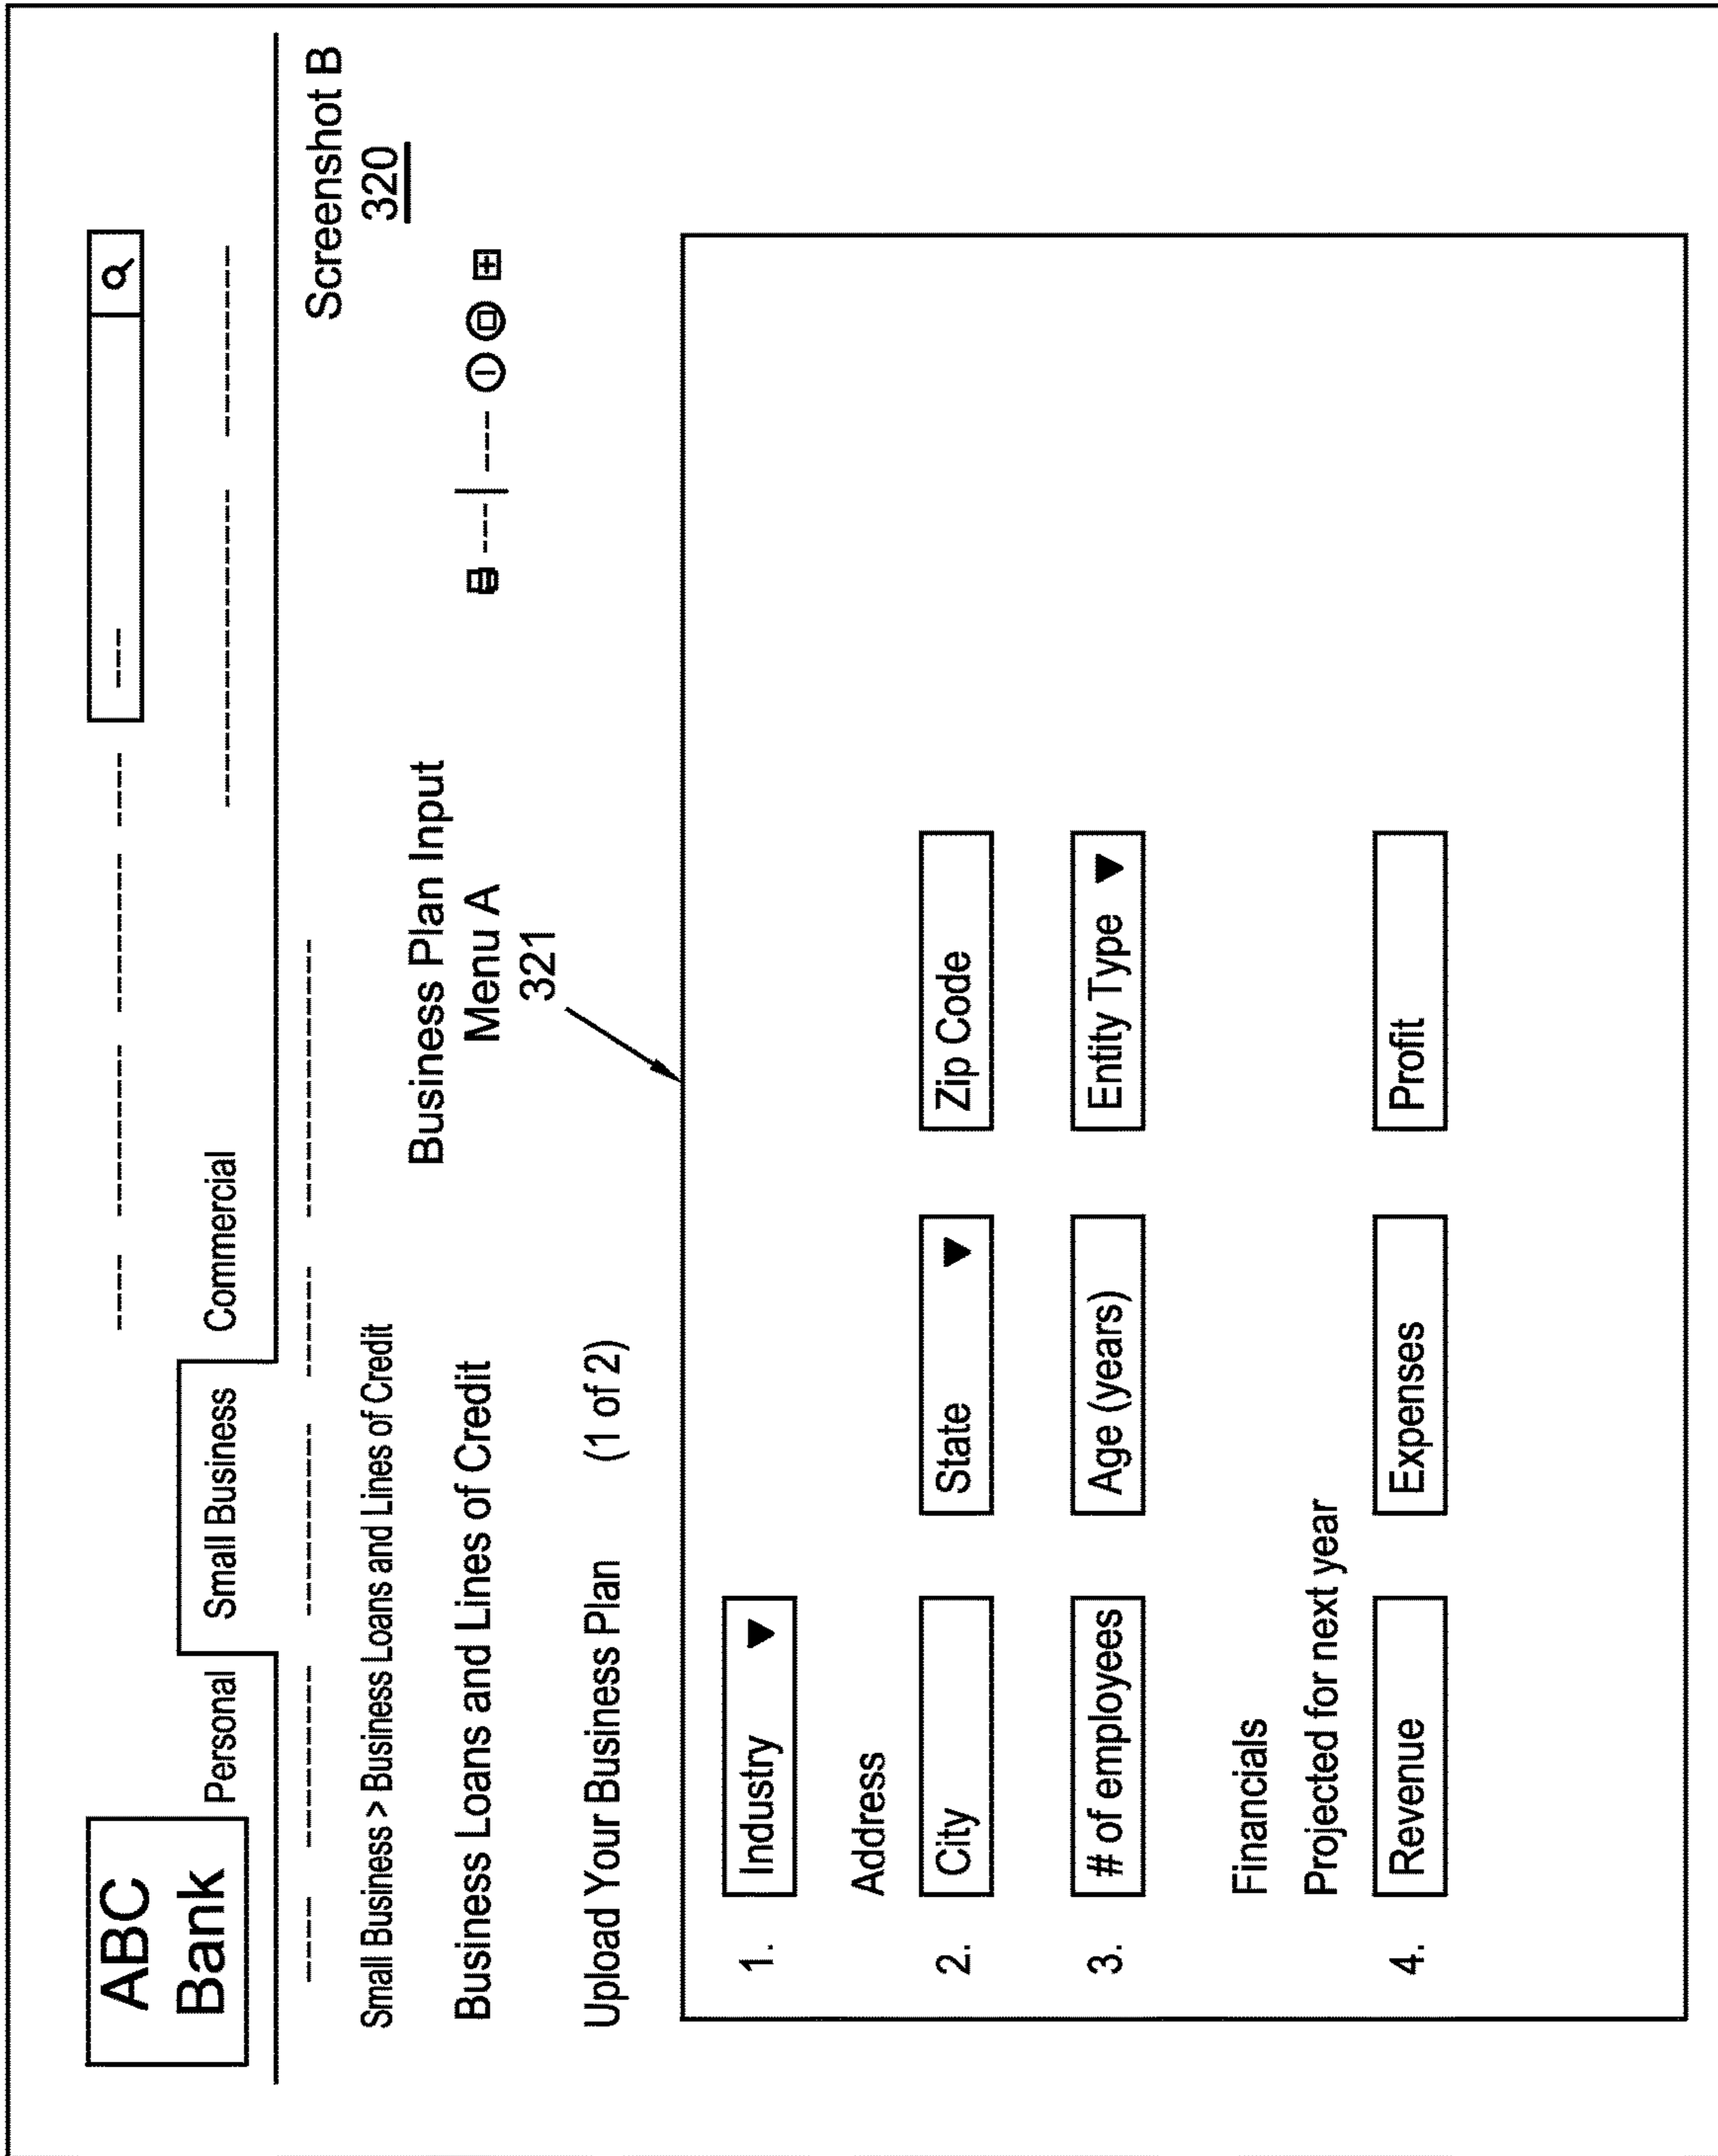 ABC
Bank
Personal Small Business Commercial
Screenshot B
320
Small Business > Business Loans and Lines of Credit
Business Loans and Lines of Credit
Business Plan Input
Menu A
321
Upload Your Business Plan (1 of 2)
1. Industry
Address
2. City State Zip Code
3. # of employees Age (years) Entity Type
Financials
Projected for next year
4. Revenue Expenses Profit